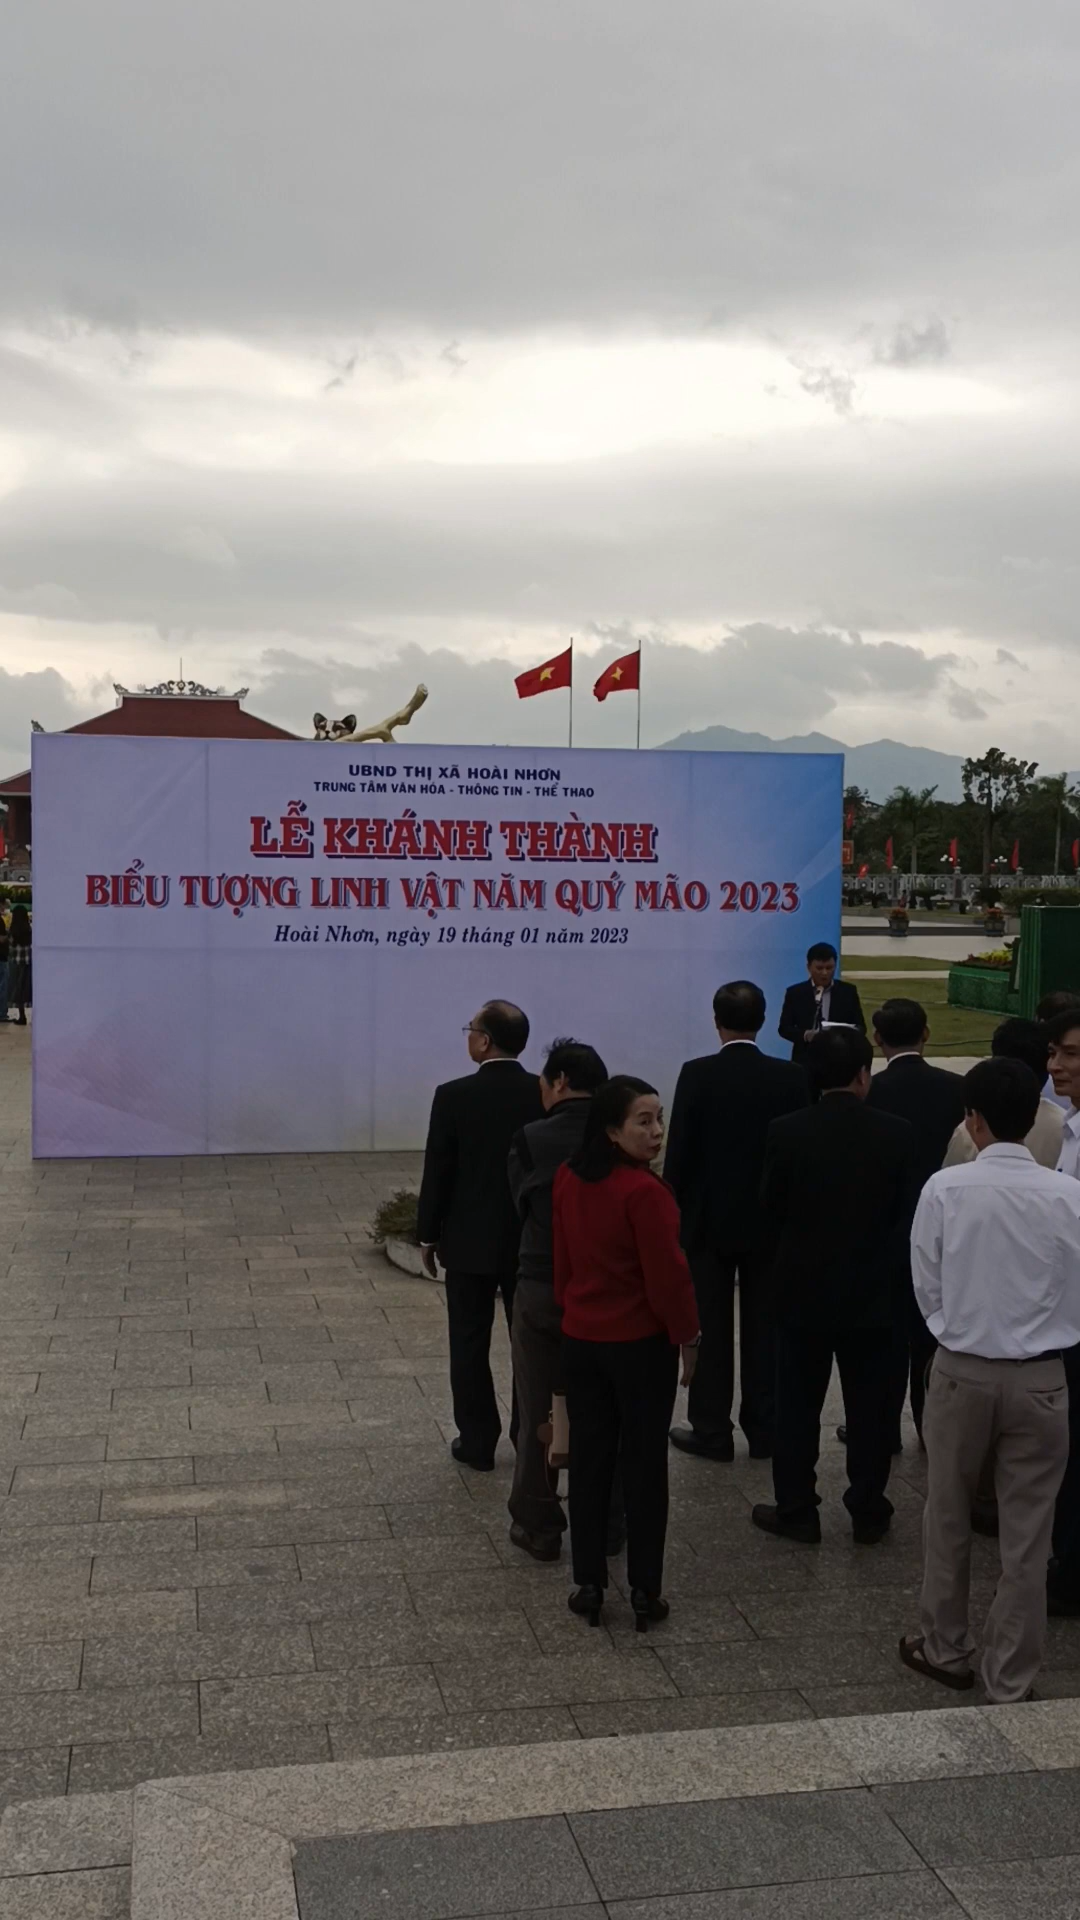 UBND THỊ XÃ HOÀI NHƠN
TRUNG TÂM VĂN HÓA - THÔNG TIN - THỂ THAO
LỄ KHÁNH THÀNH
BIỂU TƯỢNG LINH VẬT NĂM QUÝ MÃO 2023
Hoài Nhơn, ngày 19 tháng 01 năm 2023